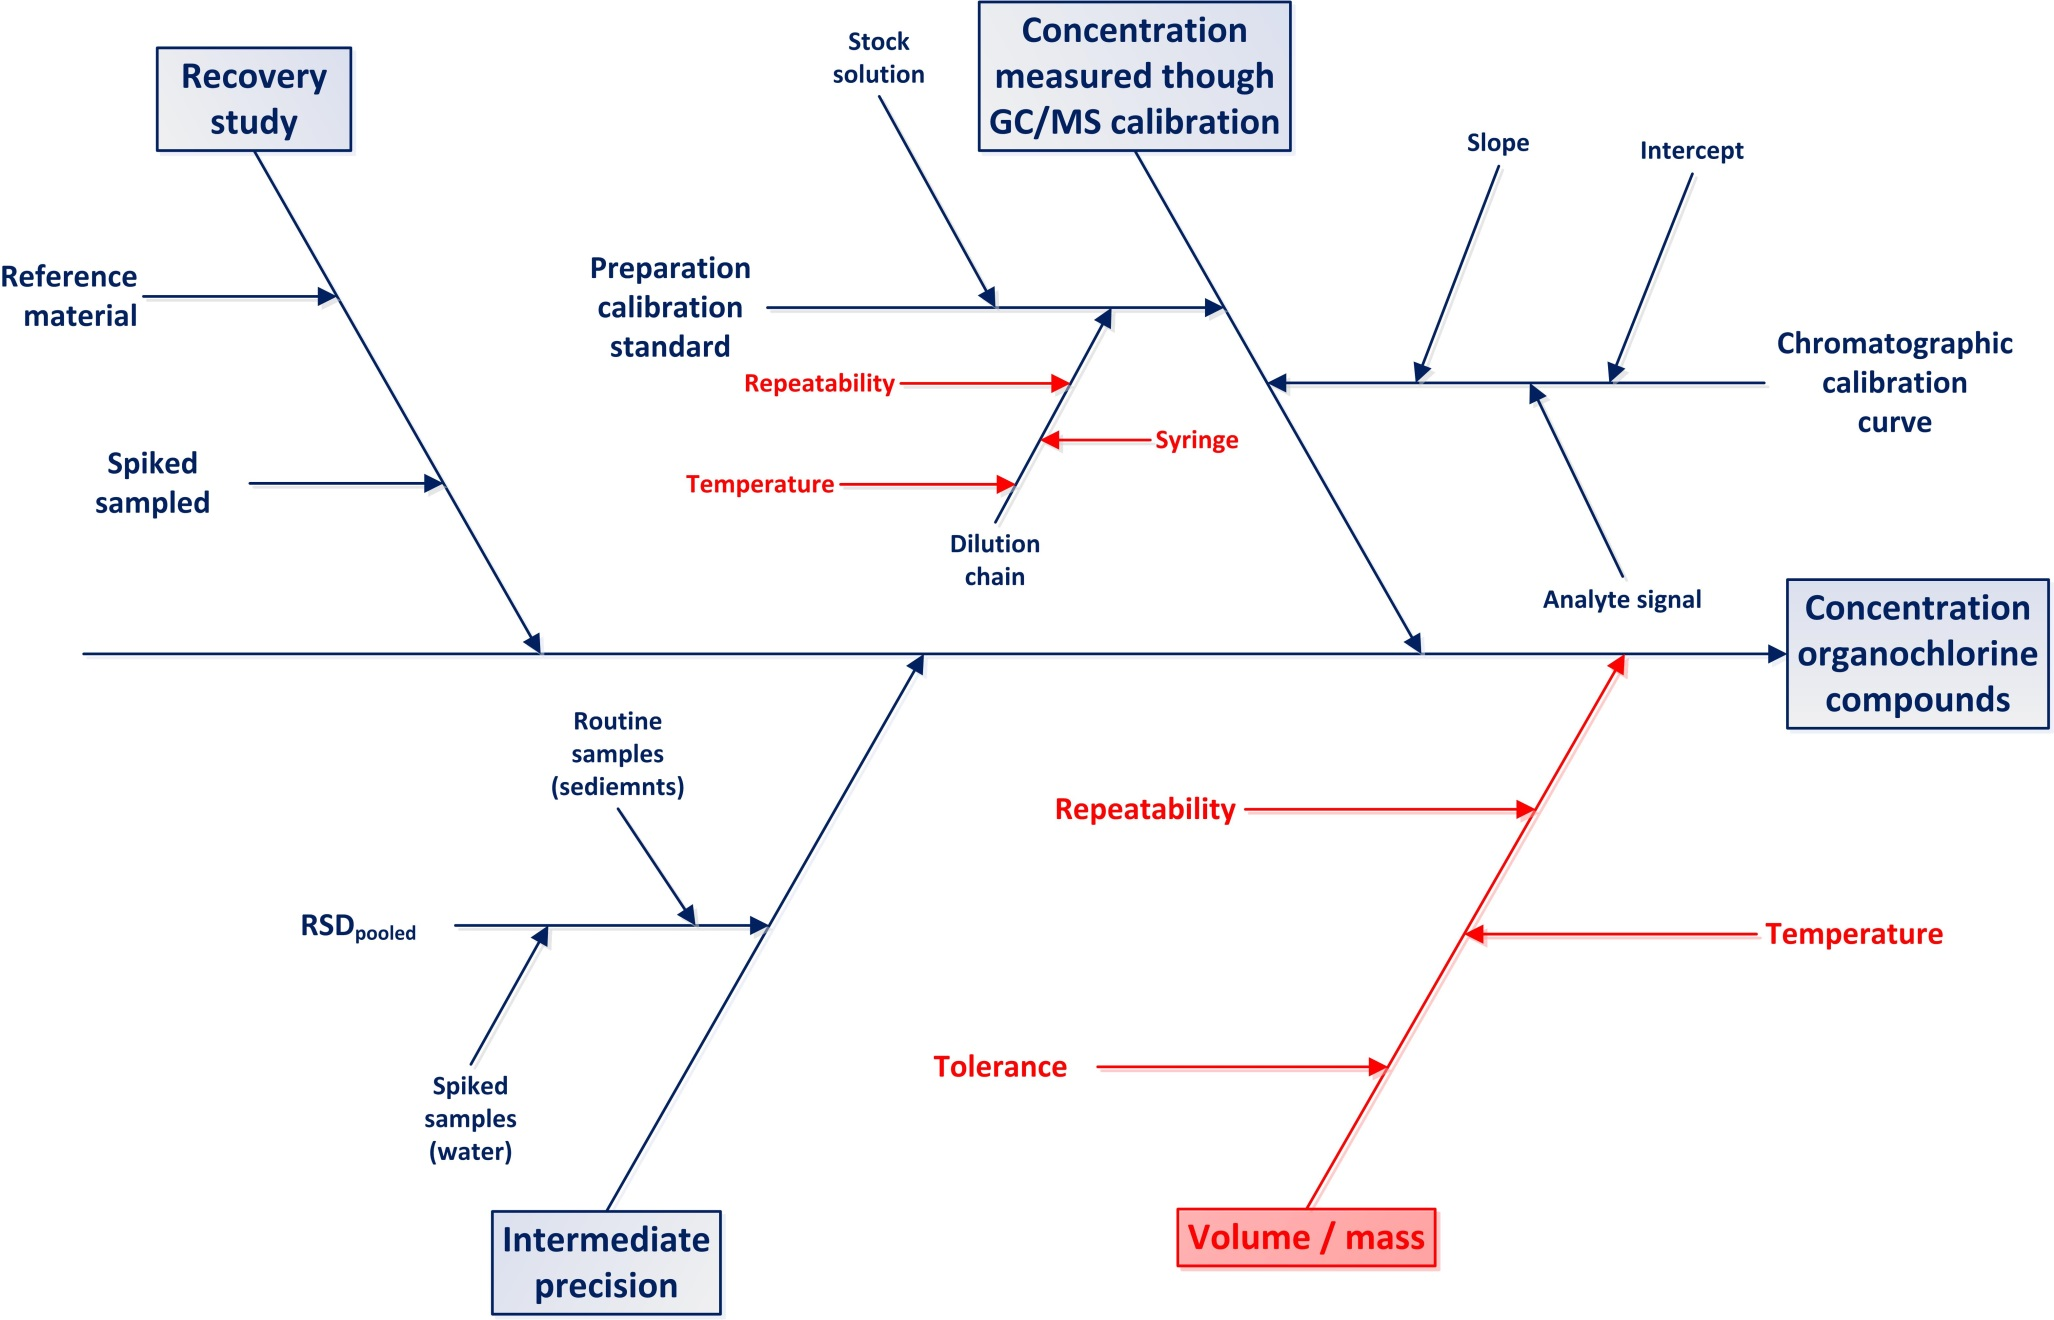 Recovery
study
Stock
solution
Concentration
measured though
GC/MS calibration
Slope
Intercept
Reference
material
Preparation
calibration
standard
Chromatographic
calibration
curve
Repeatability
Syringe
Temperature
Spiked
sampled
Dilution
chain
Analyte signal
Concentration
organochlorine
compounds
Routine
samples
(sediemnts)
Repeatability
RSDpooled
Temperature
Tolerance
Spiked
samples
(water)
Intermediate
precision
Volume / mass